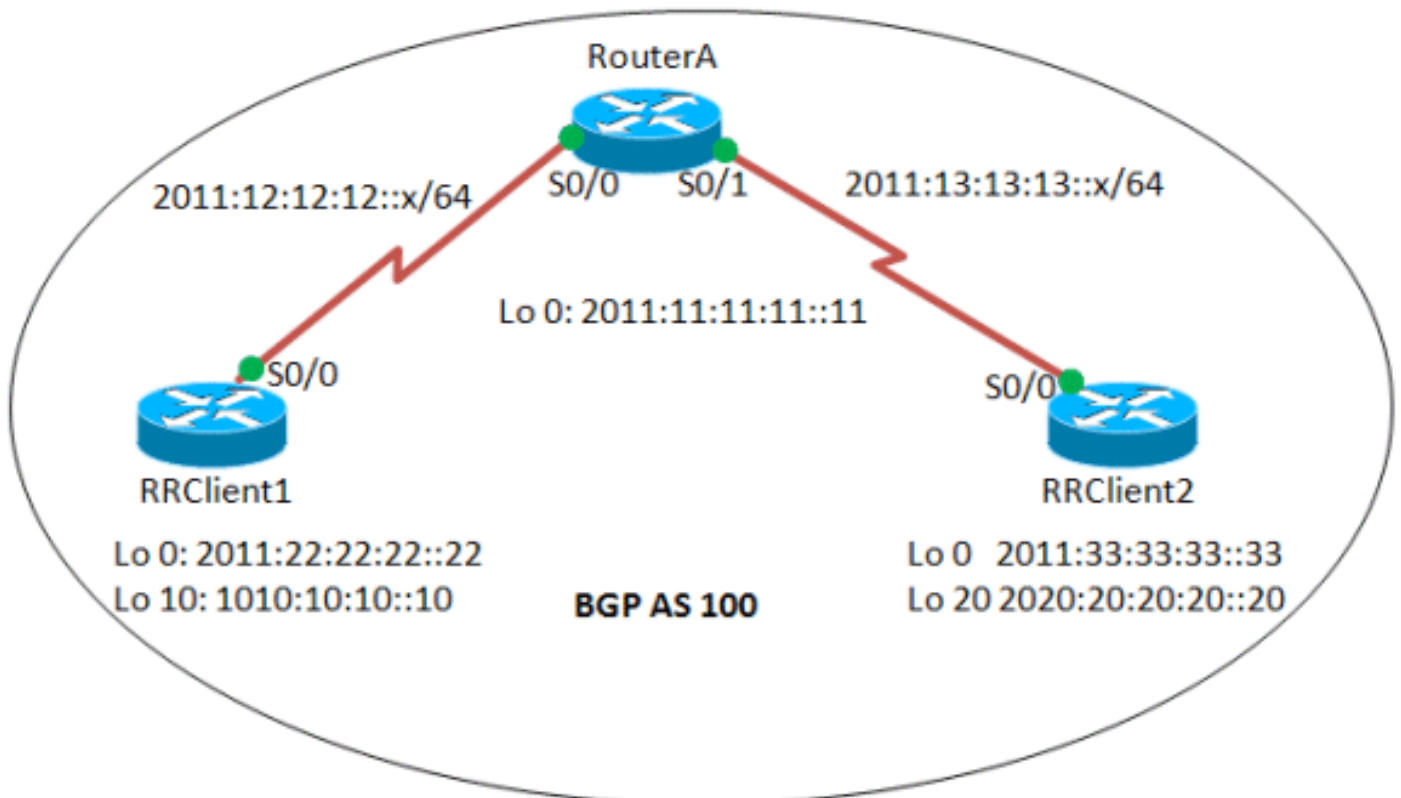 RouterA
2011:12:12:12::x/64
S0/0
S0/1
2011:13:13:13::x/64
Lo 0: 2011:11:11:11::11
S0/0
S0/0
RRClient1
RRClient2
Lo 0: 2011:22:22:22::22
Lo 10: 1010:10:10::10
BGP AS 100
Lo 0 2011:33:33:33::33
Lo 20 2020:20:20:20::20